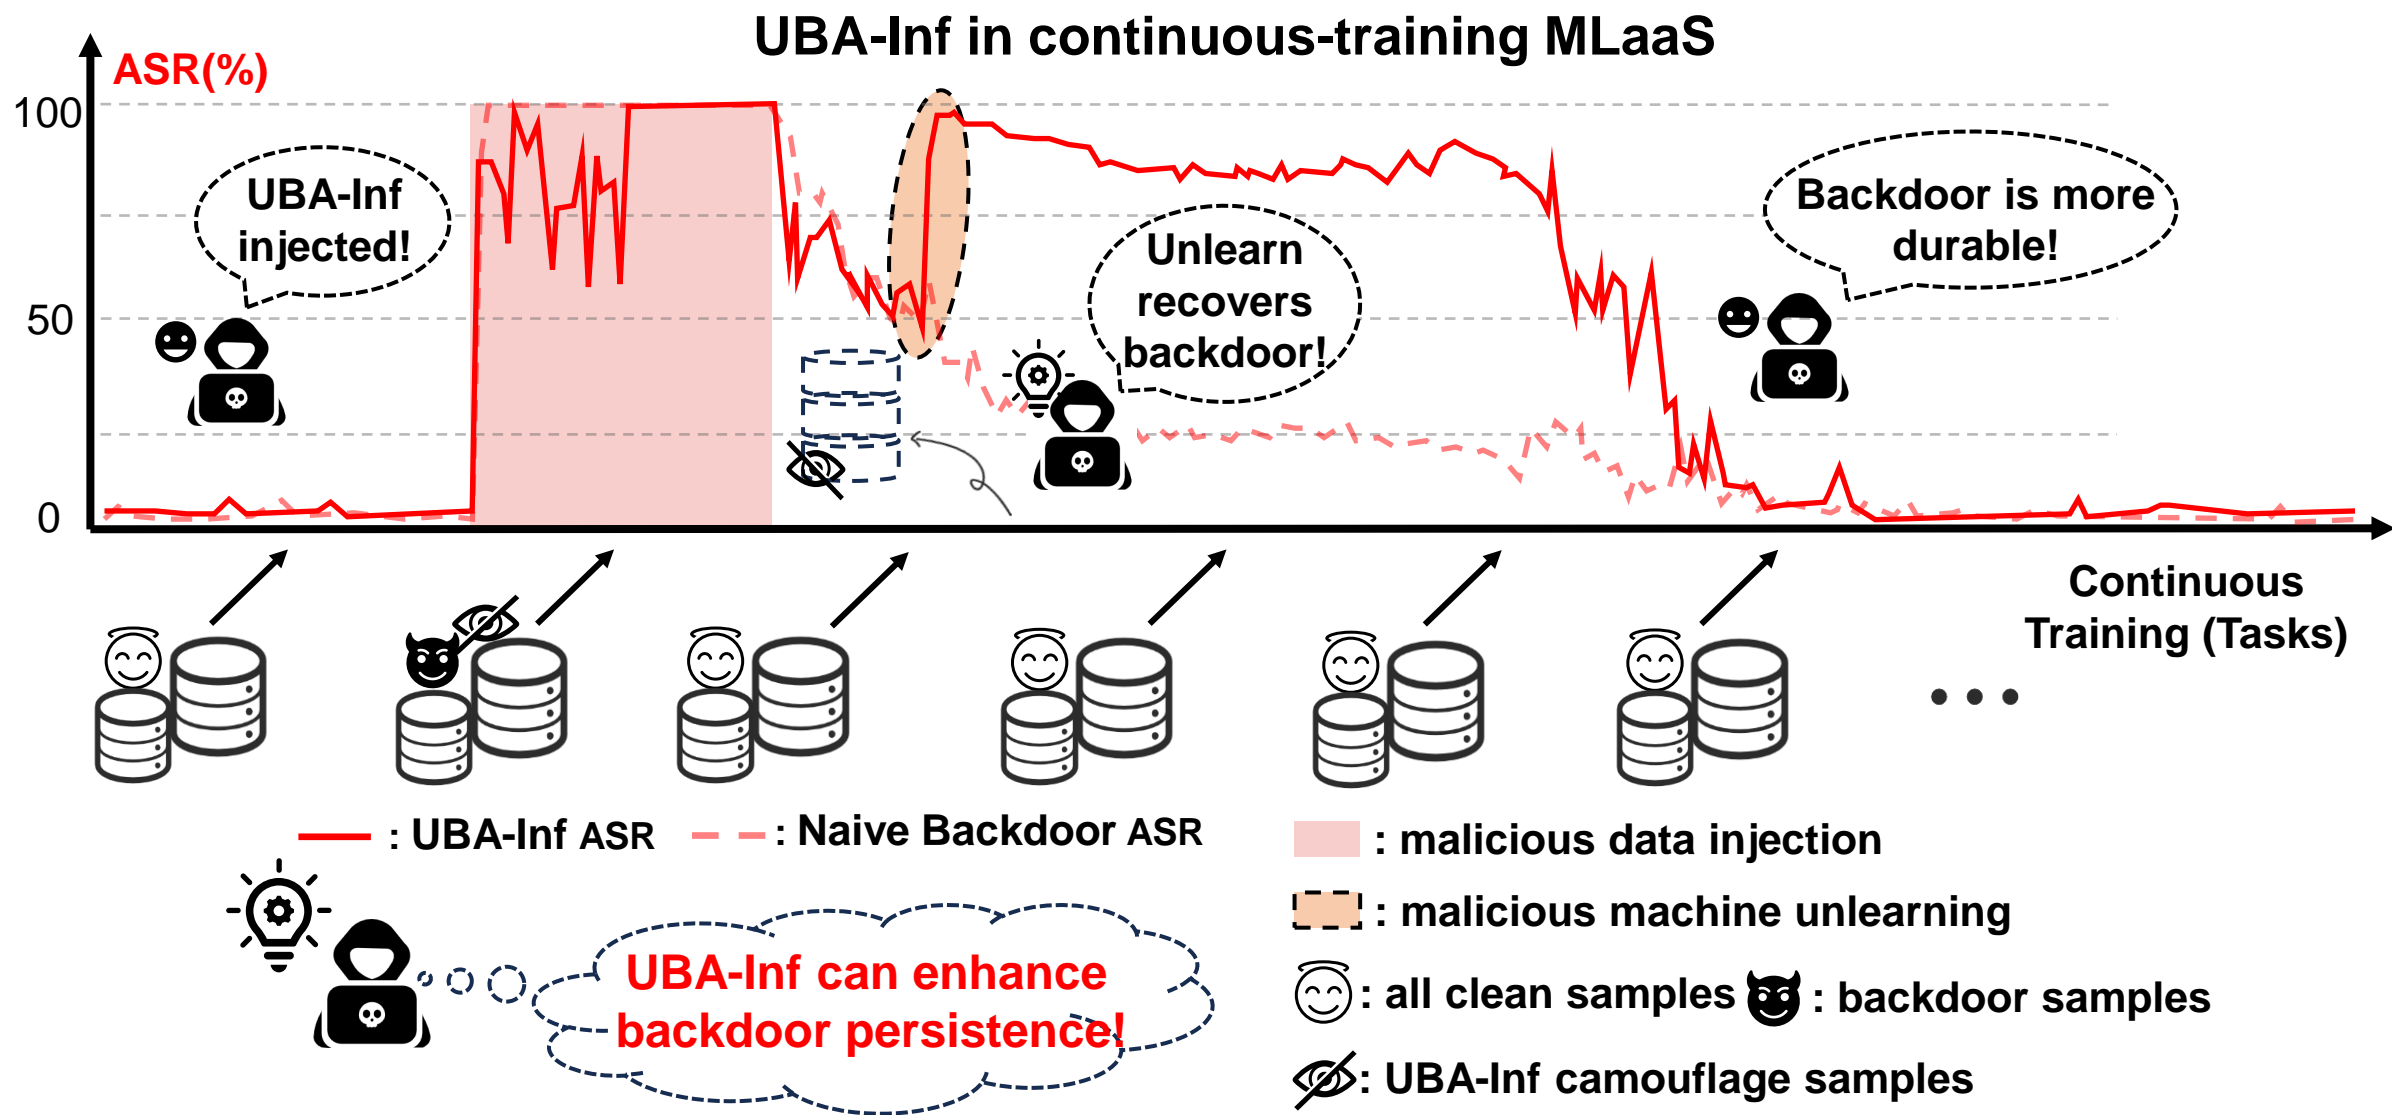 UBA-Inf in continuous-training MLaaS
ASR(%)
100
50
0
UBA-Inf
injected!
Unlearn
recovers
backdoor!
Backdoor is more
durable!
Continuous
Training (Tasks)
: UBA-Inf ASR
: Naive Backdoor ASR
: malicious data injection
: malicious machine unlearning
: all clean samples
: backdoor samples
: UBA-Inf camouflage samples
UBA-Inf can enhance
backdoor persistence!